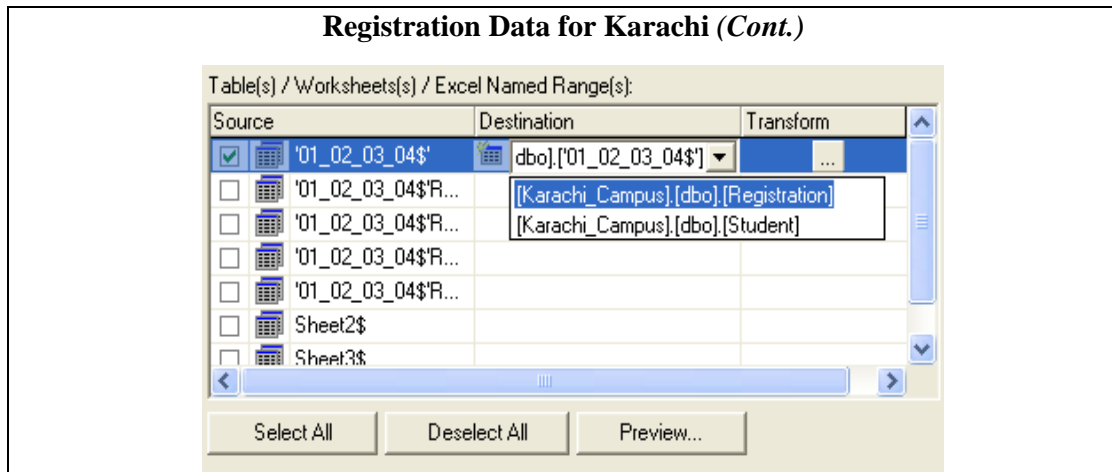 Registration Data for Karachi (Cont.)
Table(s) / Worksheets(s) / Excel Named Range(s):
Source Destination Transform
'01_02_03_04$' dbo].['01_02_03_04$'] ...
'01_02_03_04$'R... [Karachi_Campus].[dbo].[Registration]
'01_02_03_04$'R... [Karachi_Campus].[dbo].[Student]
'01_02_03_04$'R...
'01_02_03_04$'R...
Sheet2$
Sheet3$
Select All Deselect All Preview...